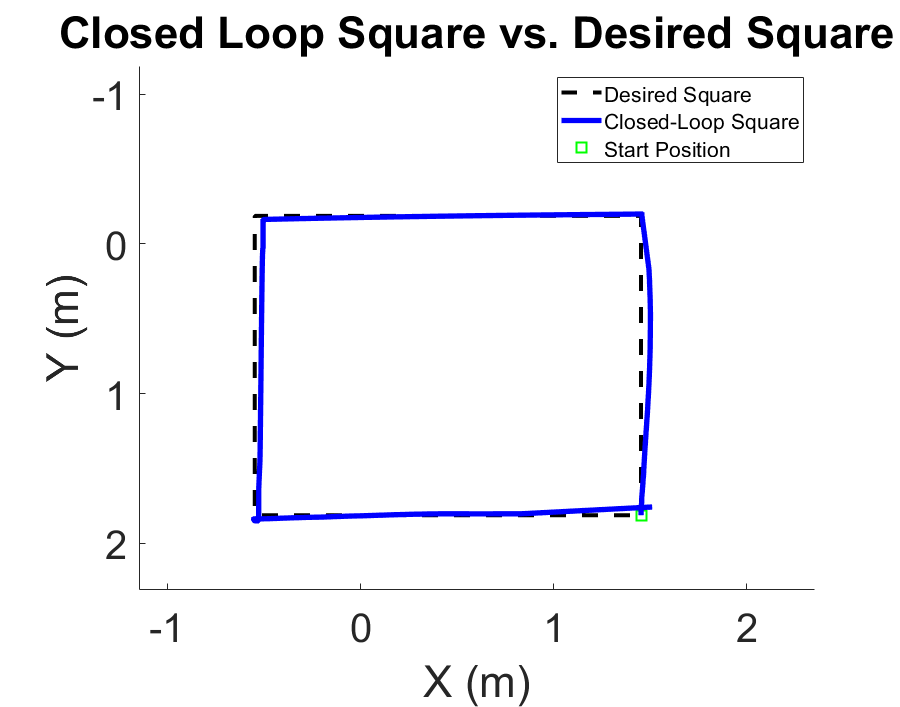 Closed Loop Square vs. Desired Square
Desired Square
Closed-Loop Square
Start Position
-1
0
1
2
Y (m)
-1
0
1
2
X (m)